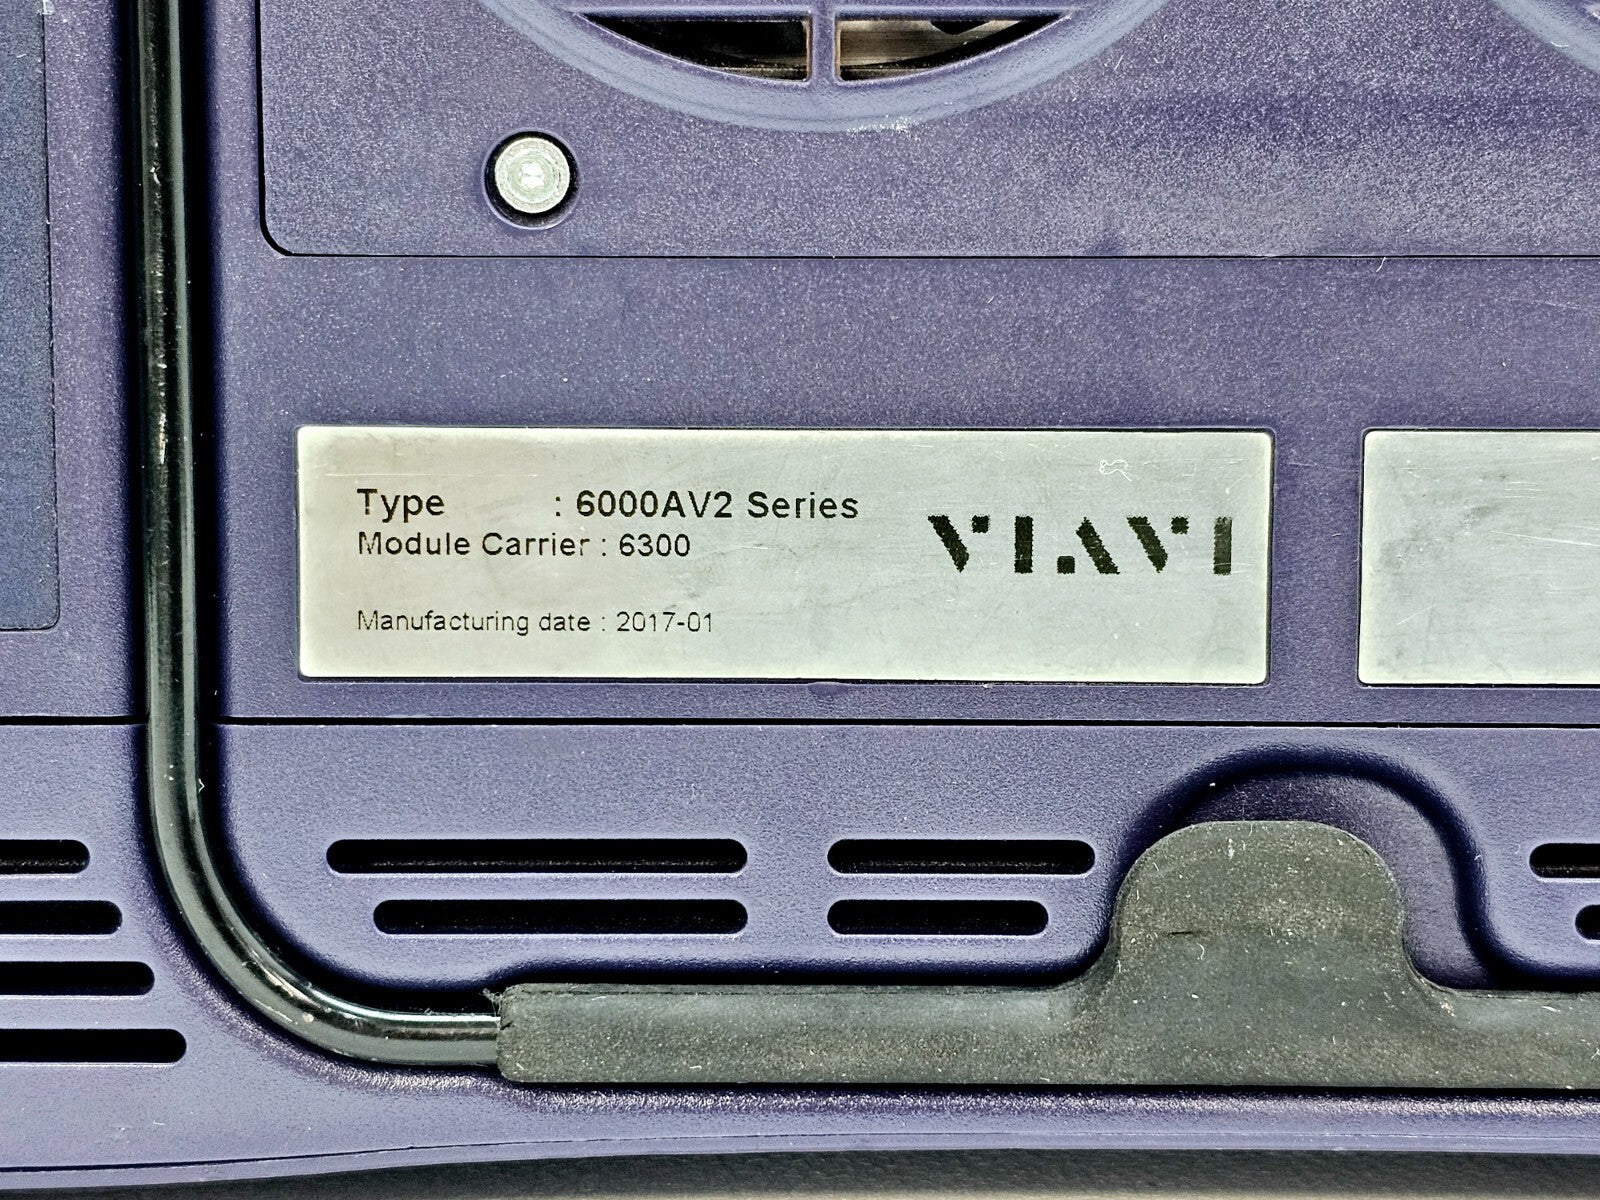 Type : 6000AV2 Series
Module Carrier : 6300
VIAVI
Manufacturing date : 2017-01